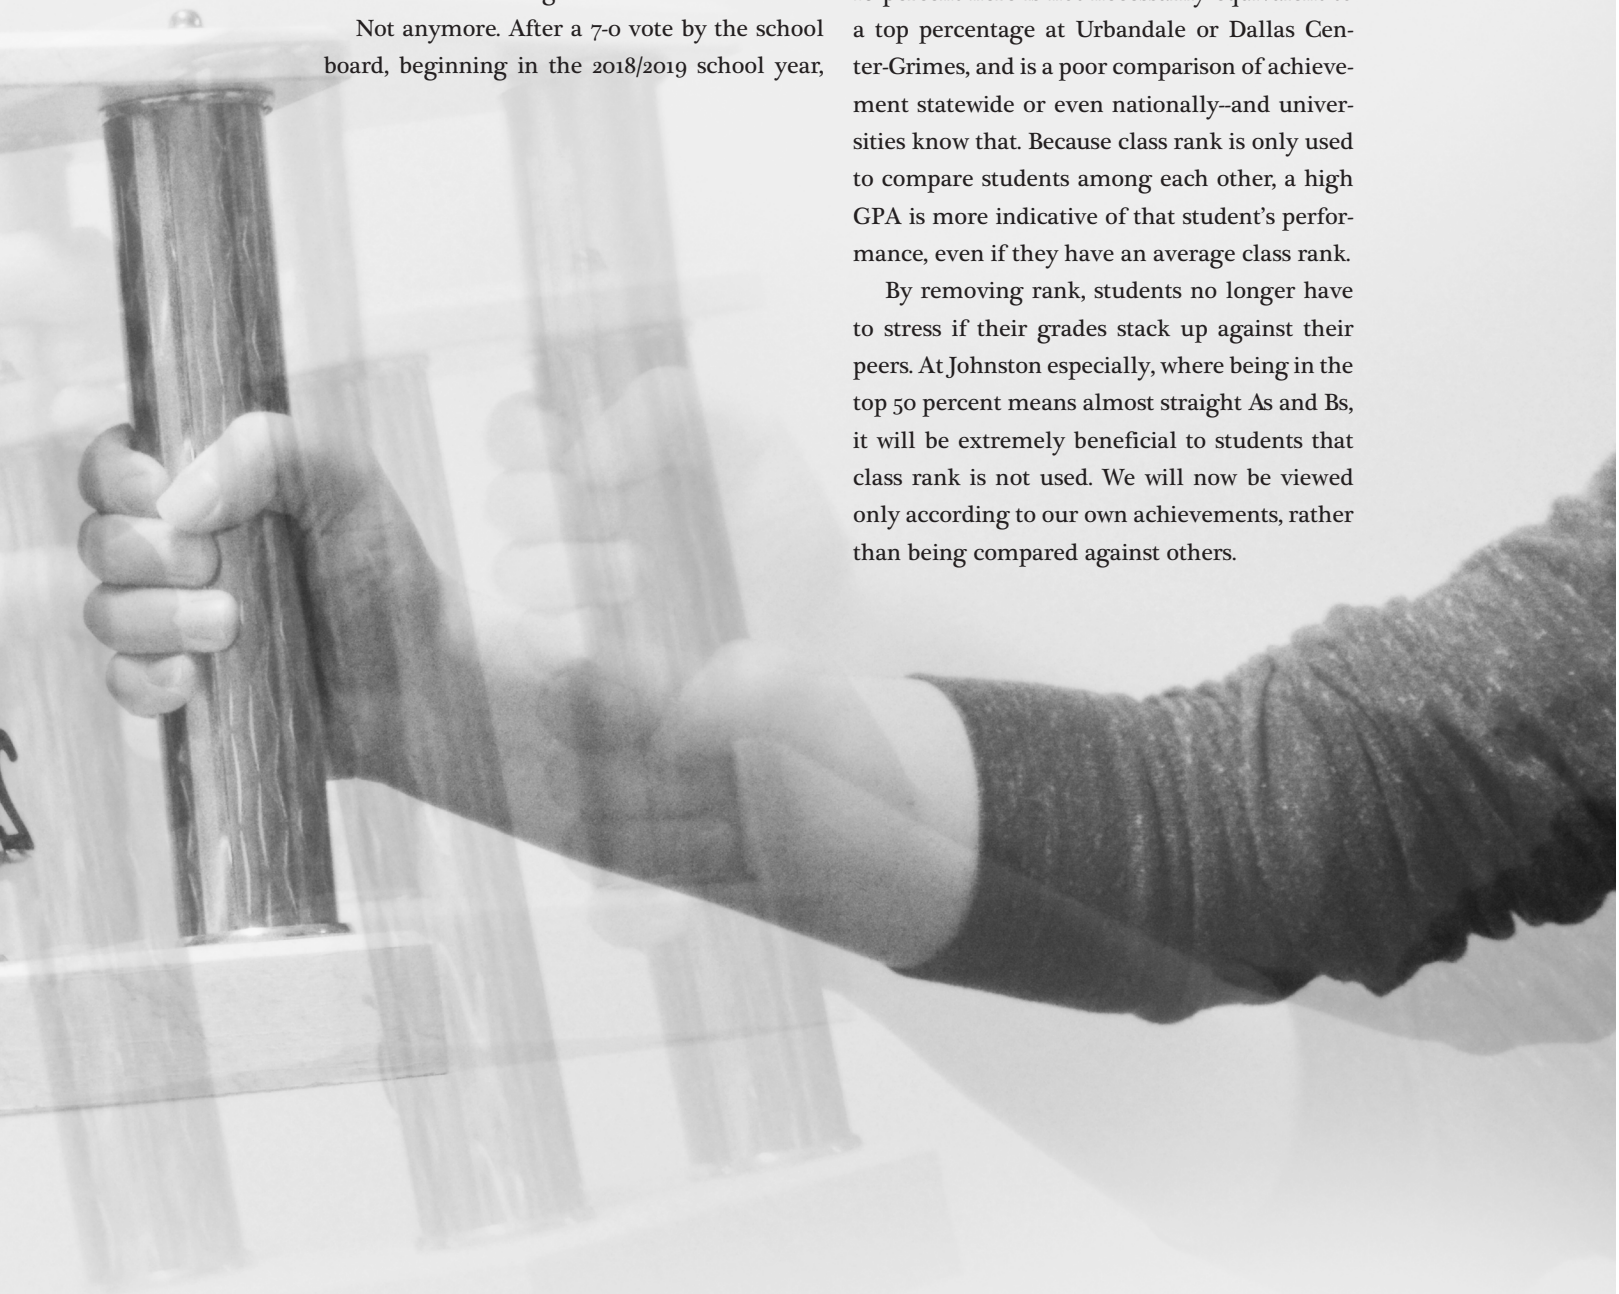 Not anymore. After a 7-0 vote by the school
board, beginning in the 2018/2019 school year,
a top percentage at Urbandale or Dallas Cen-
ter-Grimes, and is a poor comparison of achieve-
ment statewide or even nationally--and univer-
sities know that. Because class rank is only used
to compare students among each other, a high
GPA is more indicative of that student’s perfor-
mance, even if they have an average class rank.
By removing rank, students no longer have
to stress if their grades stack up against their
peers. At Johnston especially, where being in the
top 50 percent means almost straight As and Bs,
it will be extremely beneficial to students that
class rank is not used. We will now be viewed
only according to our own achievements, rather
than being compared against others.